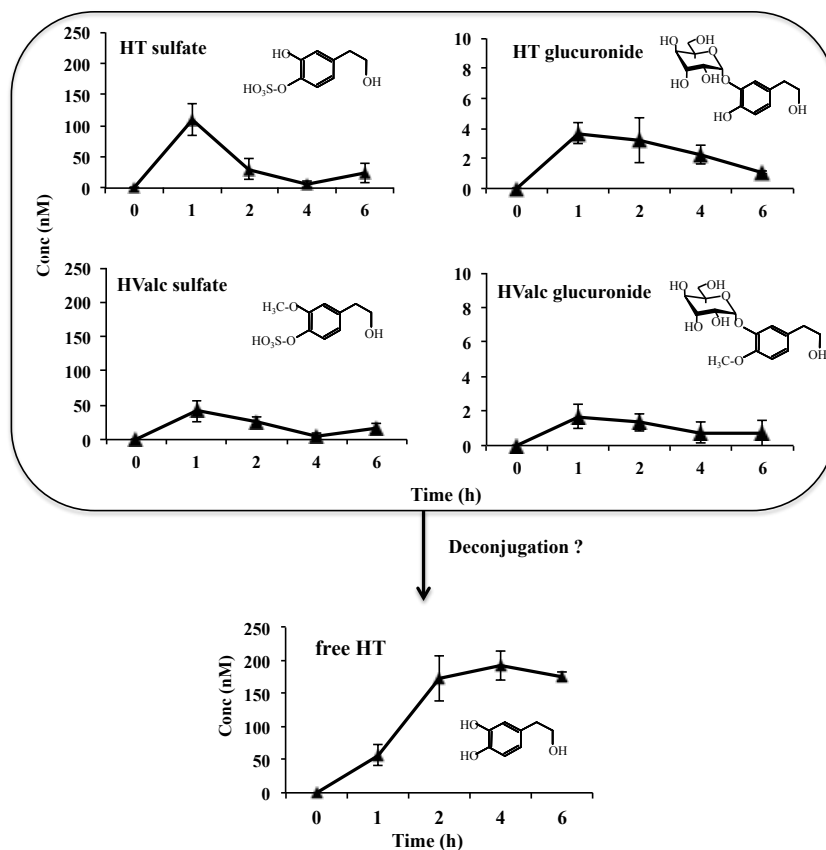 HT sulfate
HO
HO₃S-O
OH
250
200
150
100
50
0
0 1 2 4 6
HT glucuronide
OH
HO
O
HO
OH
HO
O
HO
OH
10
8
6
4
2
0
0 1 2 4 6
Conc (nM)
HValc sulfate
H₃C-O
HO₃S-O
OH
250
200
150
100
50
0
0 1 2 4 6
HValc glucuronide
HO
OH
O
HO
OH
HO
O
H₃C-O
OH
10
8
6
4
2
0
0 1 2 4 6
Time (h)
Deconjugation ?
free HT
HO
HO
OH
Conc (nM)
250
200
150
100
50
0
0 1 2 4 6
Time (h)